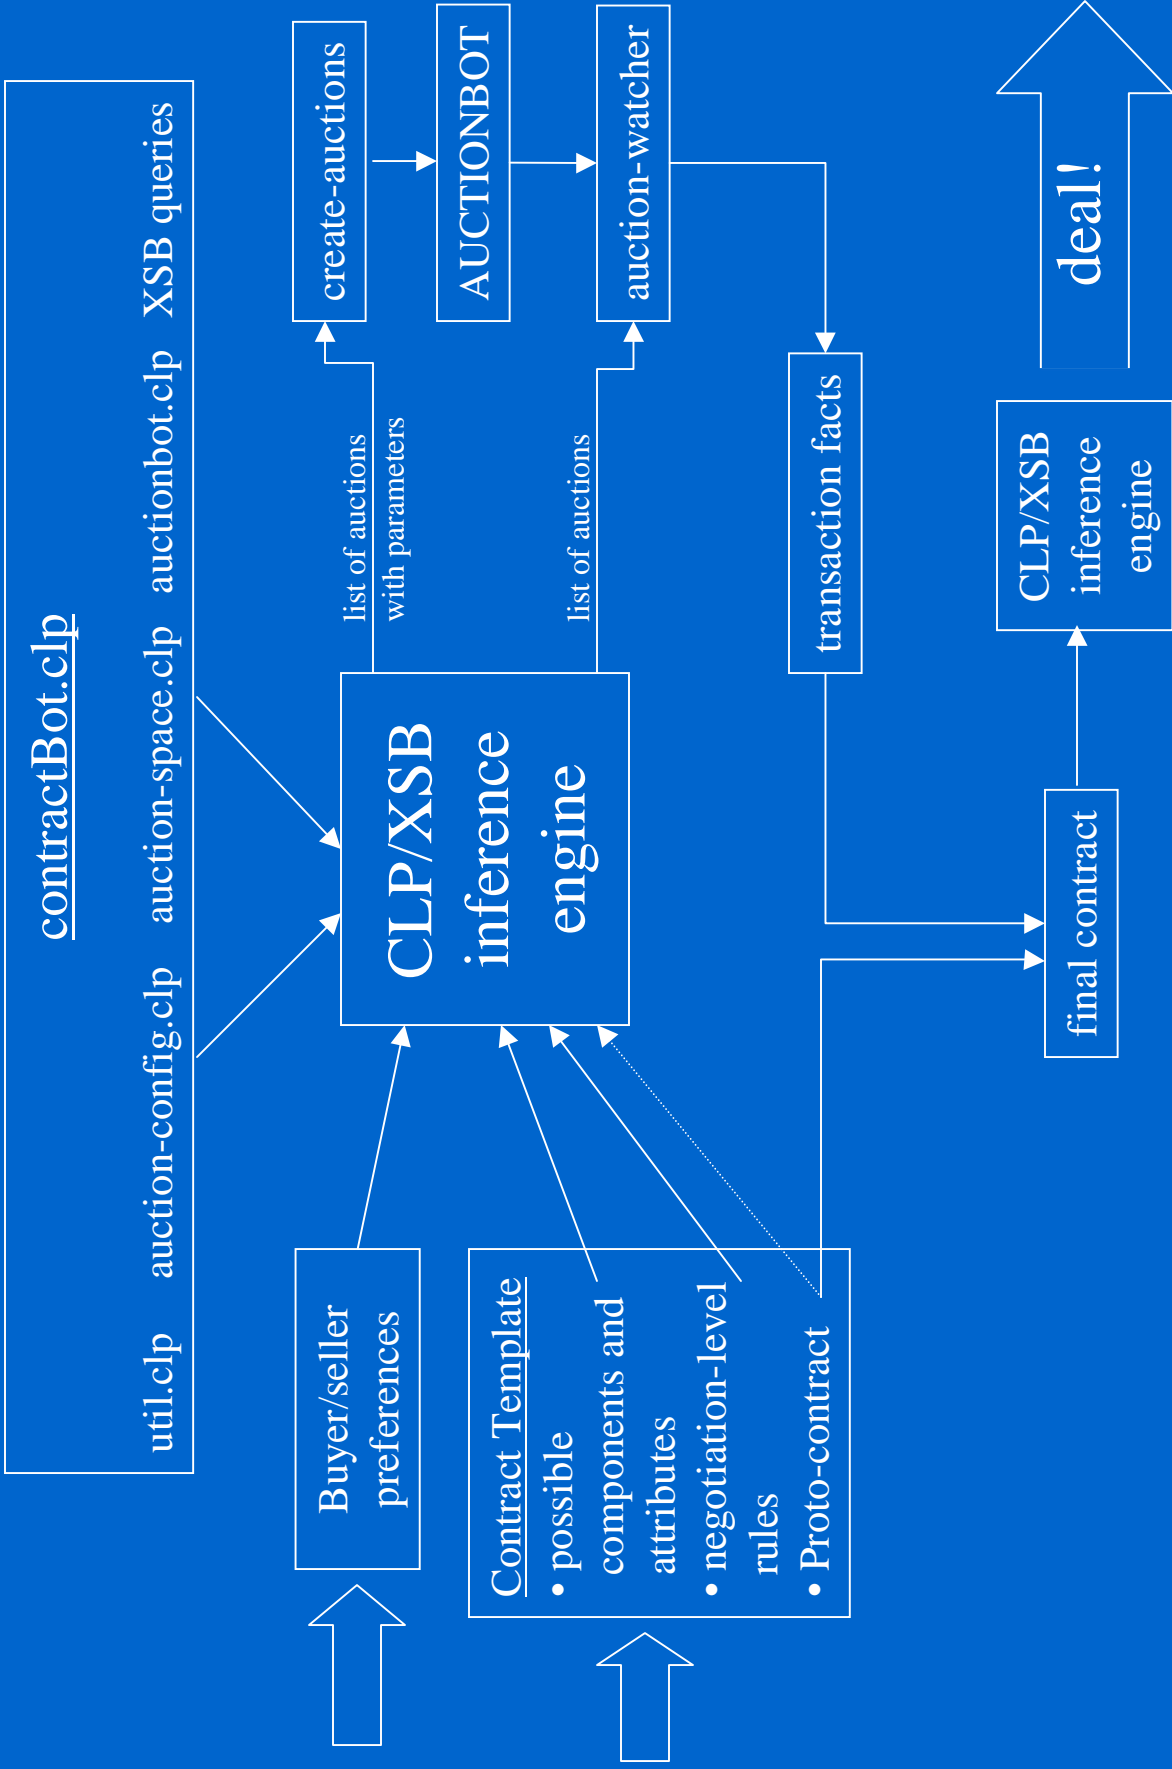 contractBot.clp
util.clp auction-config.clp auction-space.clp auctionbot.clp XSB queries
Buyer/seller
preferences
Contract Template
• possible
components and
attributes
• negotiation-level
rules
• Proto-contract
CLP/XSB
inference
engine
list of auctions
with parameters
list of auctions
create-auctions
AUCTIONBOT
auction-watcher
transaction facts
final contract
CLP/XSB
inference
engine
deal!